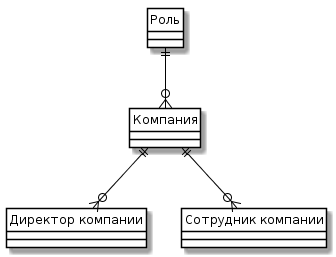 Роль
Компания
Директор компании
Сотрудник компании